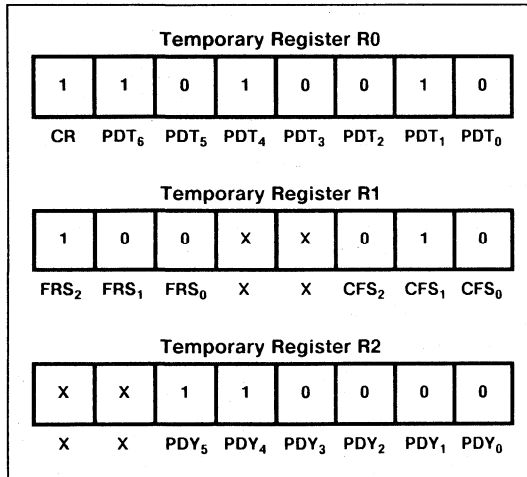 Temporary Register R0
1 1 0 1 0 0 1 0
CR PDT6 PDT5 PDT4 PDT3 PDT2 PDT1 PDT0
Temporary Register R1
1 0 0 X X 0 1 0
FRS2 FRS1 FRS0 X X CFS2 CFS1 CFS0
Temporary Register R2
X X 1 1 0 0 0 0
X X PDY5 PDY4 PDY3 PDY2 PDY1 PDY0